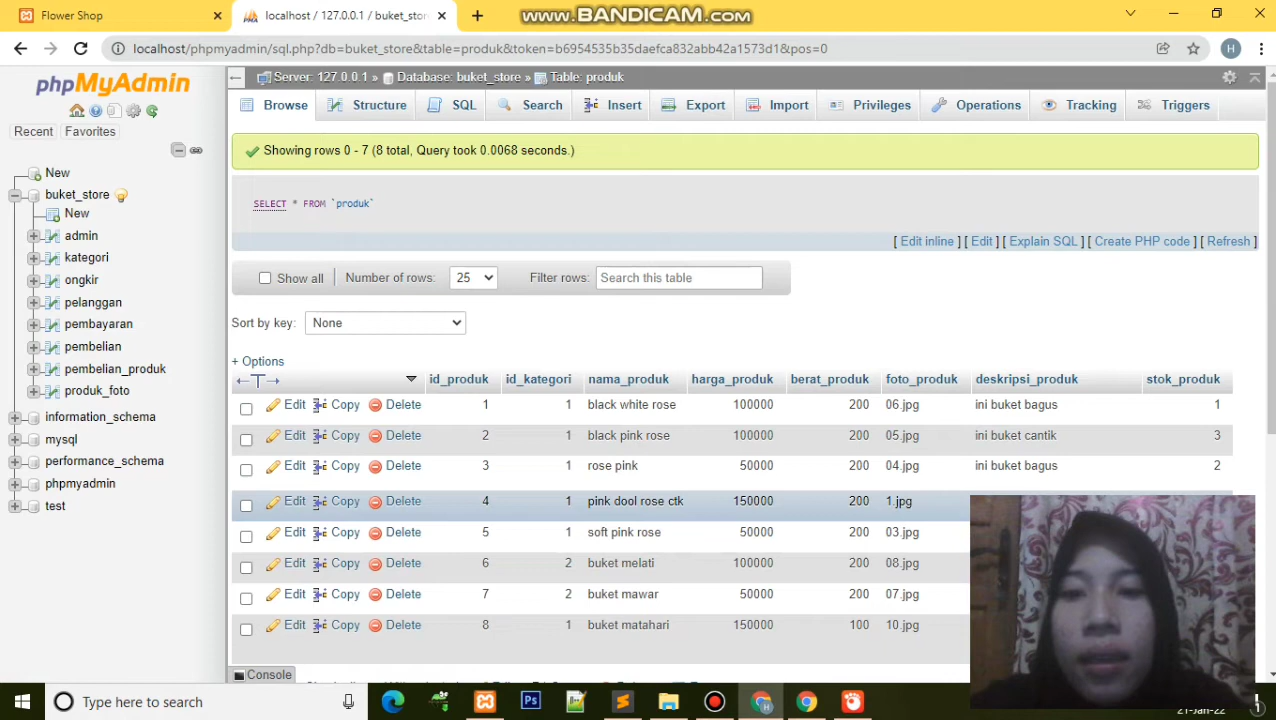 Flower Shop
localhost / 127.0.0.1 / buket_stor
www.BANDICAM.com
localhost/phpmyadmin/sql.php?db=buket_store&table=produk&token=b6954535b35daefca832abb42a1573d1&pos=0
H
phpMyAdmin
Recent Favorites
New
buket_store
New
admin
kategori
ongkir
pelanggan
pembayaran
pembelian
pembelian_produk
produk_foto
information_schema
mysql
performance_schema
phpmyadmin
test
Server: 127.0.0.1 » Database: buket_store » Table: produk
Browse Structure SQL Search Insert Export Import Privileges Operations Tracking Triggers
Showing rows 0 - 7 (8 total, Query took 0.0068 seconds.)
SELECT * FROM `produk`
[ Edit inline ] [ Edit ] [ Explain SQL ] [ Create PHP code ] [ Refresh ]
Show all Number of rows: 25 Filter rows: Search this table
Sort by key: None
+ Options
id_produk id_kategori nama_produk harga_produk berat_produk foto_produk deskripsi_produk stok_produk
Edit Copy Delete 1 1 black white rose 100000 200 06.jpg ini buket bagus 1
Edit Copy Delete 2 1 black pink rose 100000 200 05.jpg ini buket cantik 3
Edit Copy Delete 3 1 rose pink 50000 200 04.jpg ini buket bagus 2
Edit Copy Delete 4 1 pink dool rose ctk 150000 200 1.jpg
Edit Copy Delete 5 1 soft pink rose 50000 200 03.jpg
Edit Copy Delete 6 2 buket melati 100000 200 08.jpg
Edit Copy Delete 7 2 buket mawar 50000 200 07.jpg
Edit Copy Delete 8 1 buket matahari 150000 100 10.jpg
Console
Type here to search
21-Jan-22